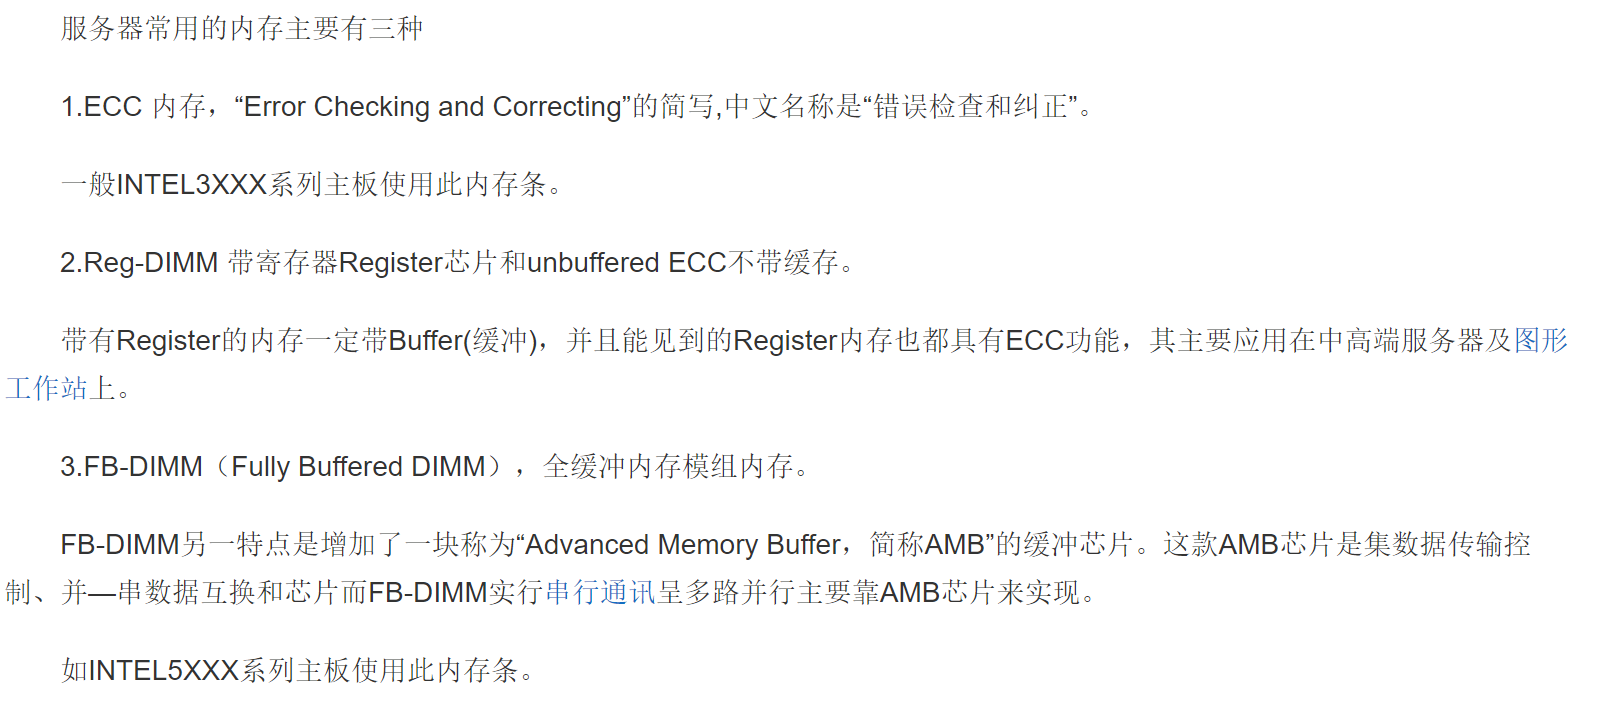 服务器常用的内存主要有三种
1.ECC 内存，“Error Checking and Correcting”的简写,中文名称是“错误检查和纠正”。
一般INTEL3XXX系列主板使用此内存条。
2.Reg-DIMM 带寄存器Register芯片和unbuffered ECC不带缓存。
带有Register的内存一定带Buffer(缓冲)，并且能见到的Register内存也都具有ECC功能，其主要应用在中高端服务器及图形
工作站上。
3.FB-DIMM（Fully Buffered DIMM），全缓冲内存模组内存。
FB-DIMM另一特点是增加了一块称为“Advanced Memory Buffer，简称AMB”的缓冲芯片。这款AMB芯片是集数据传输控
制、并—串数据互换和芯片而FB-DIMM实行串行通讯呈多路并行主要靠AMB芯片来实现。
如INTEL5XXX系列主板使用此内存条。